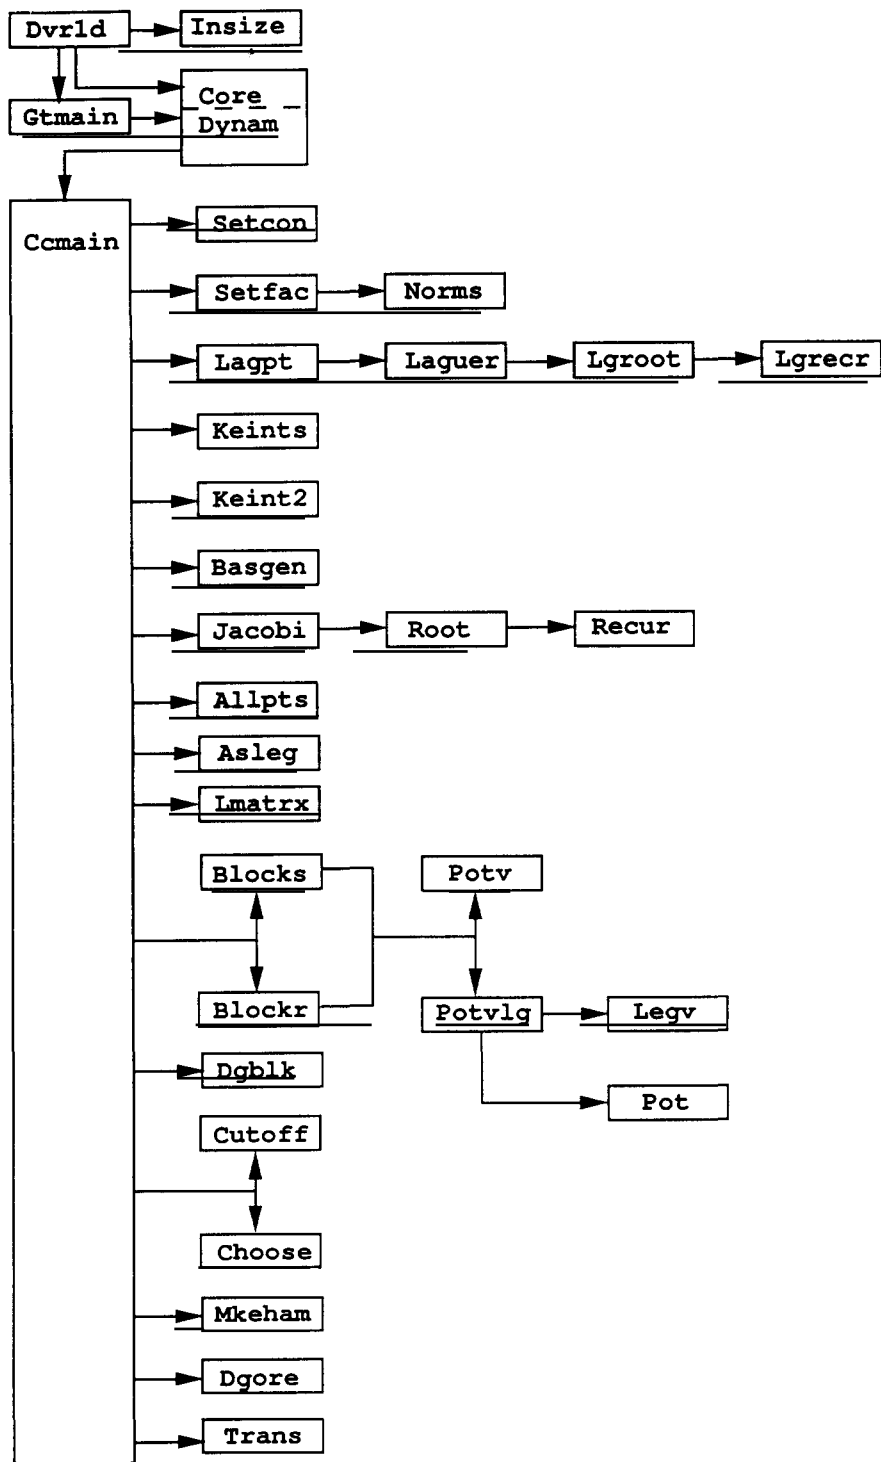 Dvr1d Insize
Core
Gtmain Dynam
Ccmain Setcon
Setfac Norms
Lagpt Laguer Lgroot Lgrecr
Keints
Keint2
Basgen
Jacobi Root Recur
Allpts
Asleg
Lmatrx
Blocks Potv
Blockr Potvlg Legv
Dgblk
Pot
Cutoff
Choose
Mkeham
Dgore
Trans